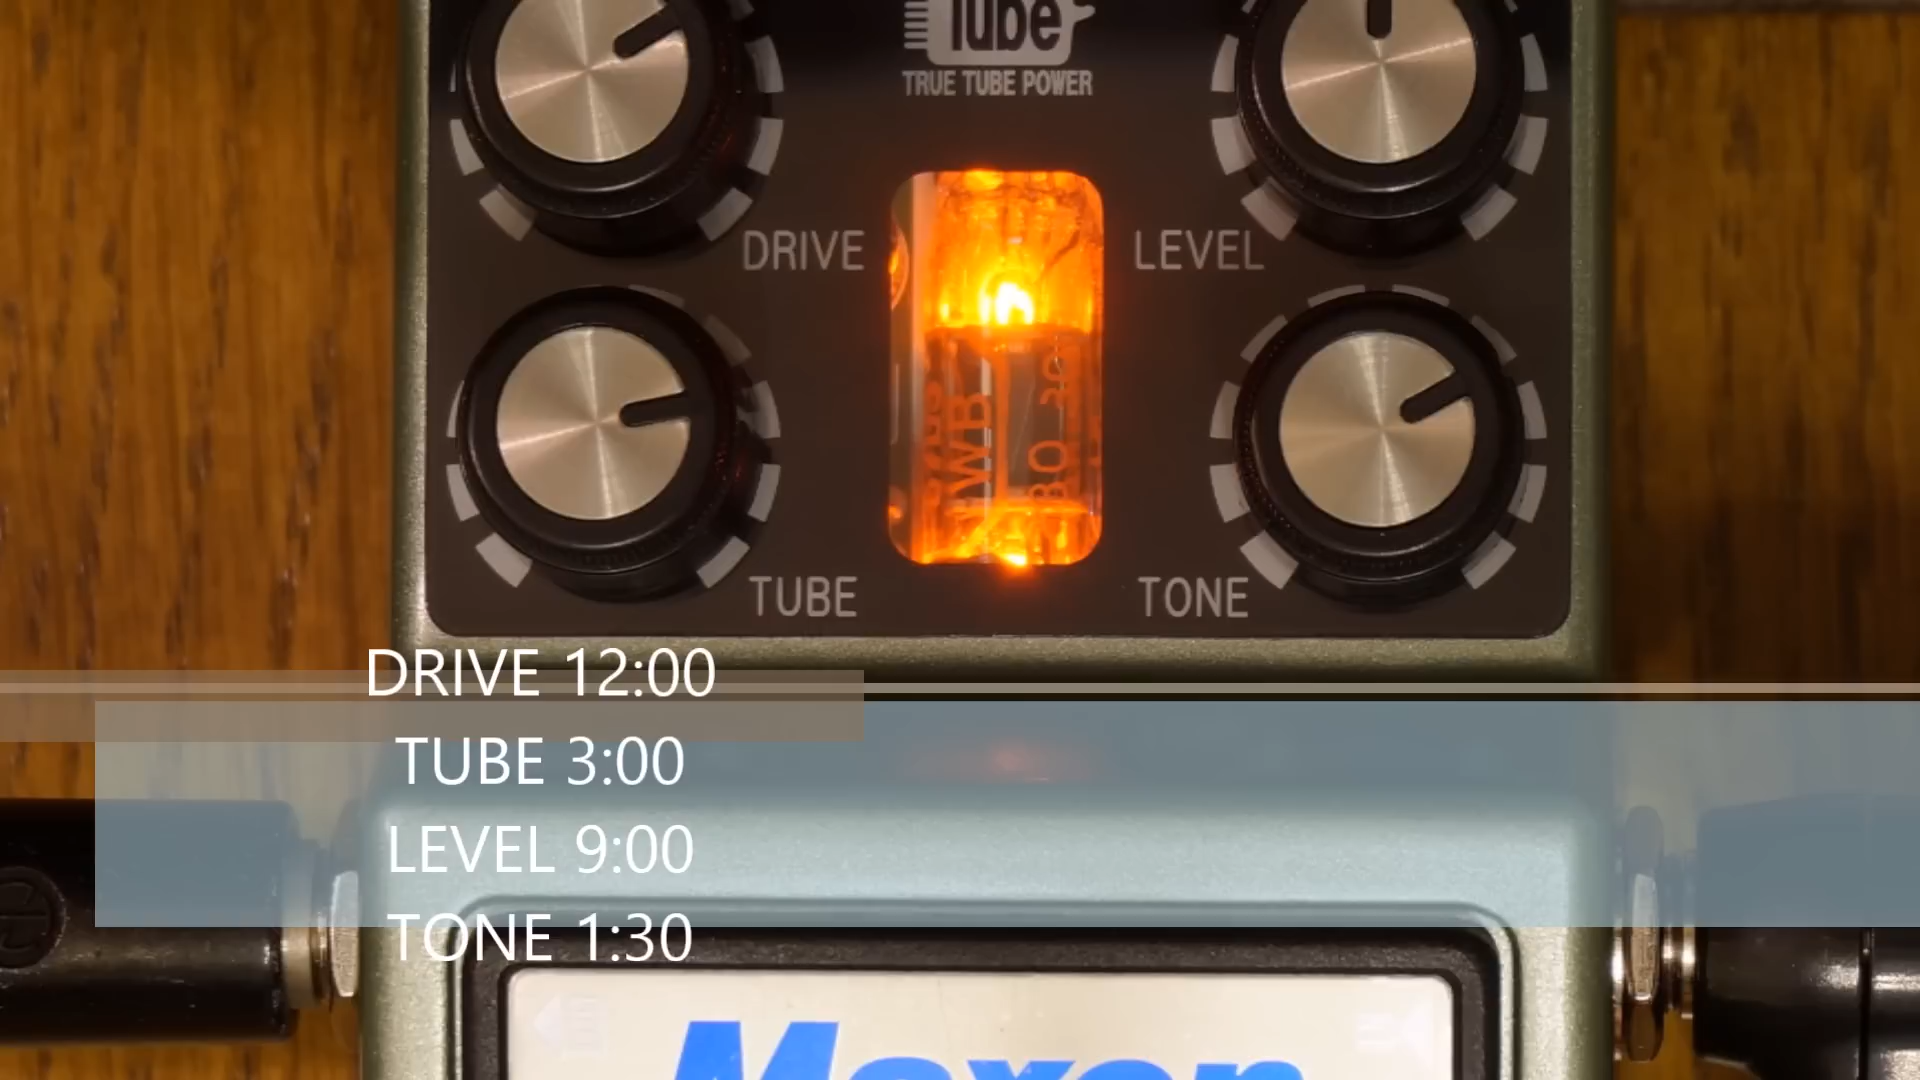 Tube
TRUE TUBE POWER
DRIVE
LEVEL
TUBE
TONE
DRIVE 12:00
TUBE 3:00
LEVEL 9:00
TONE 1:30
Maxon